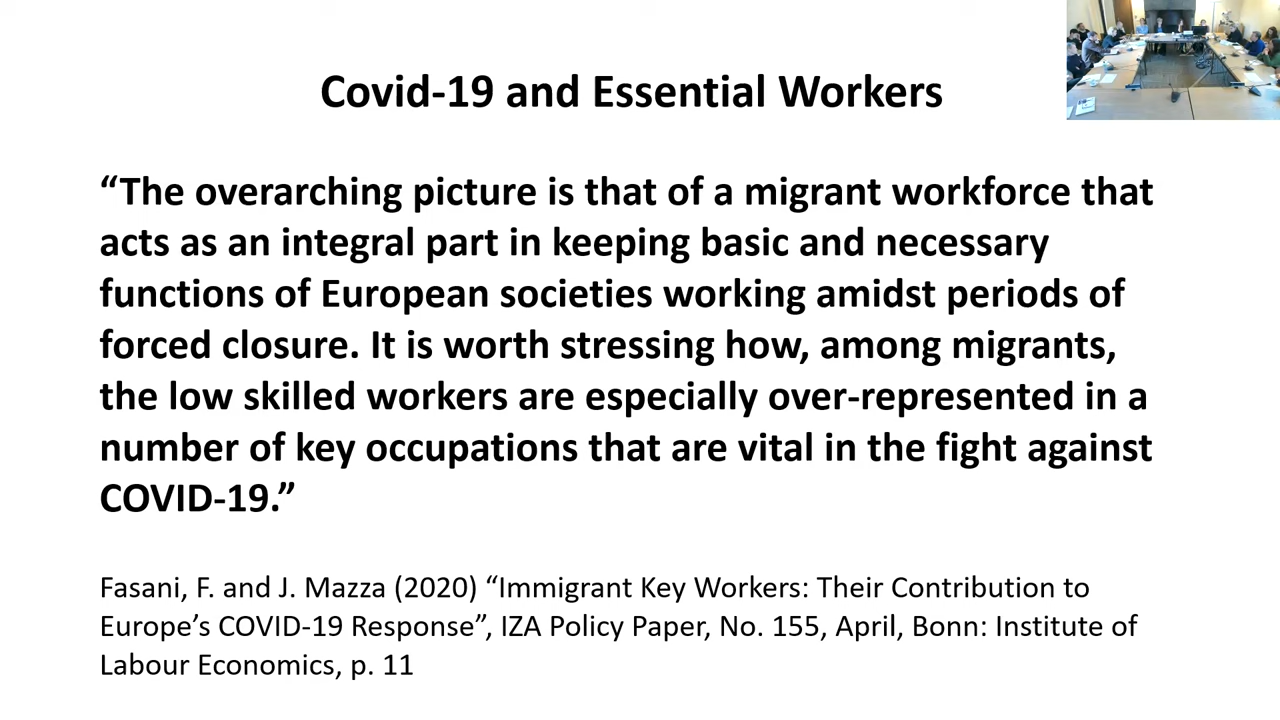 Covid-19 and Essential Workers
“The overarching picture is that of a migrant workforce that
acts as an integral part in keeping basic and necessary
functions of European societies working amidst periods of
forced closure. It is worth stressing how, among migrants,
the low skilled workers are especially over-represented in a
number of key occupations that are vital in the fight against
COVID-19.”
Fasani, F. and J. Mazza (2020) “Immigrant Key Workers: Their Contribution to
Europe’s COVID-19 Response”, IZA Policy Paper, No. 155, April, Bonn: Institute of
Labour Economics, p. 11